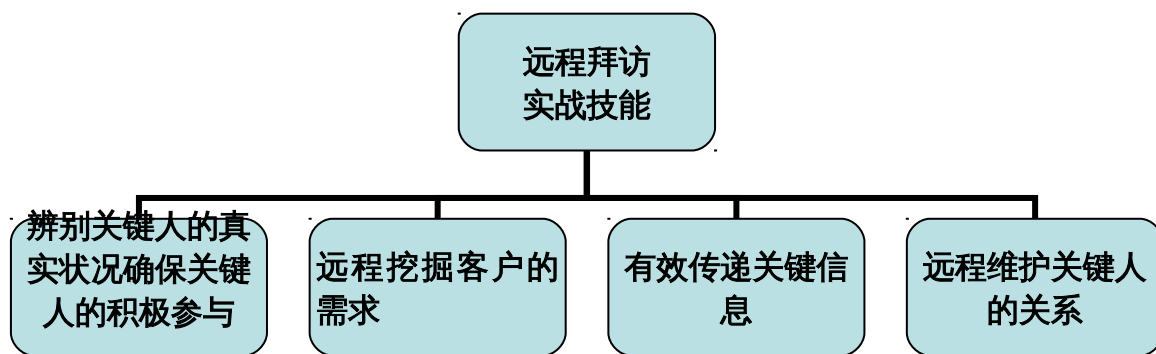 远程拜访
实战技能
辨别关键人的真
实状况确保关键
人的积极参与
远程挖掘客户的
需求
有效传递关键信
息
远程维护关键人
的关系